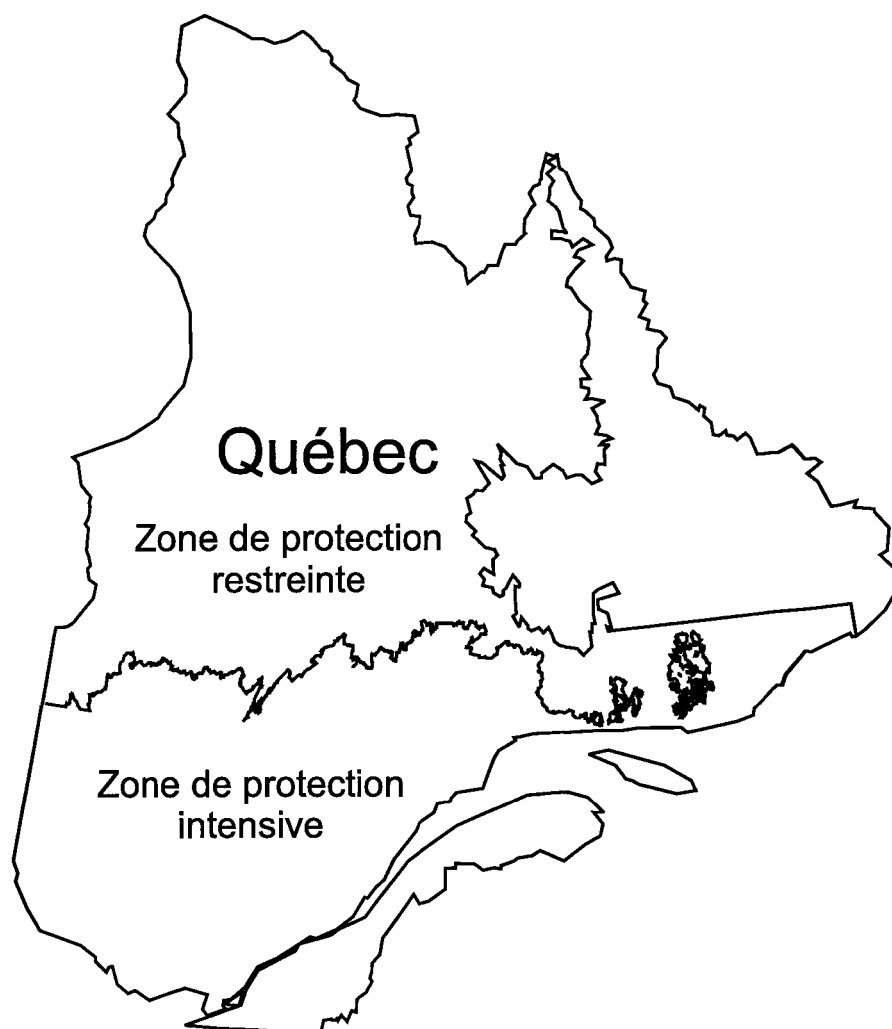 Québec
Zone de protection
restreinte
Zone de protection
intensive